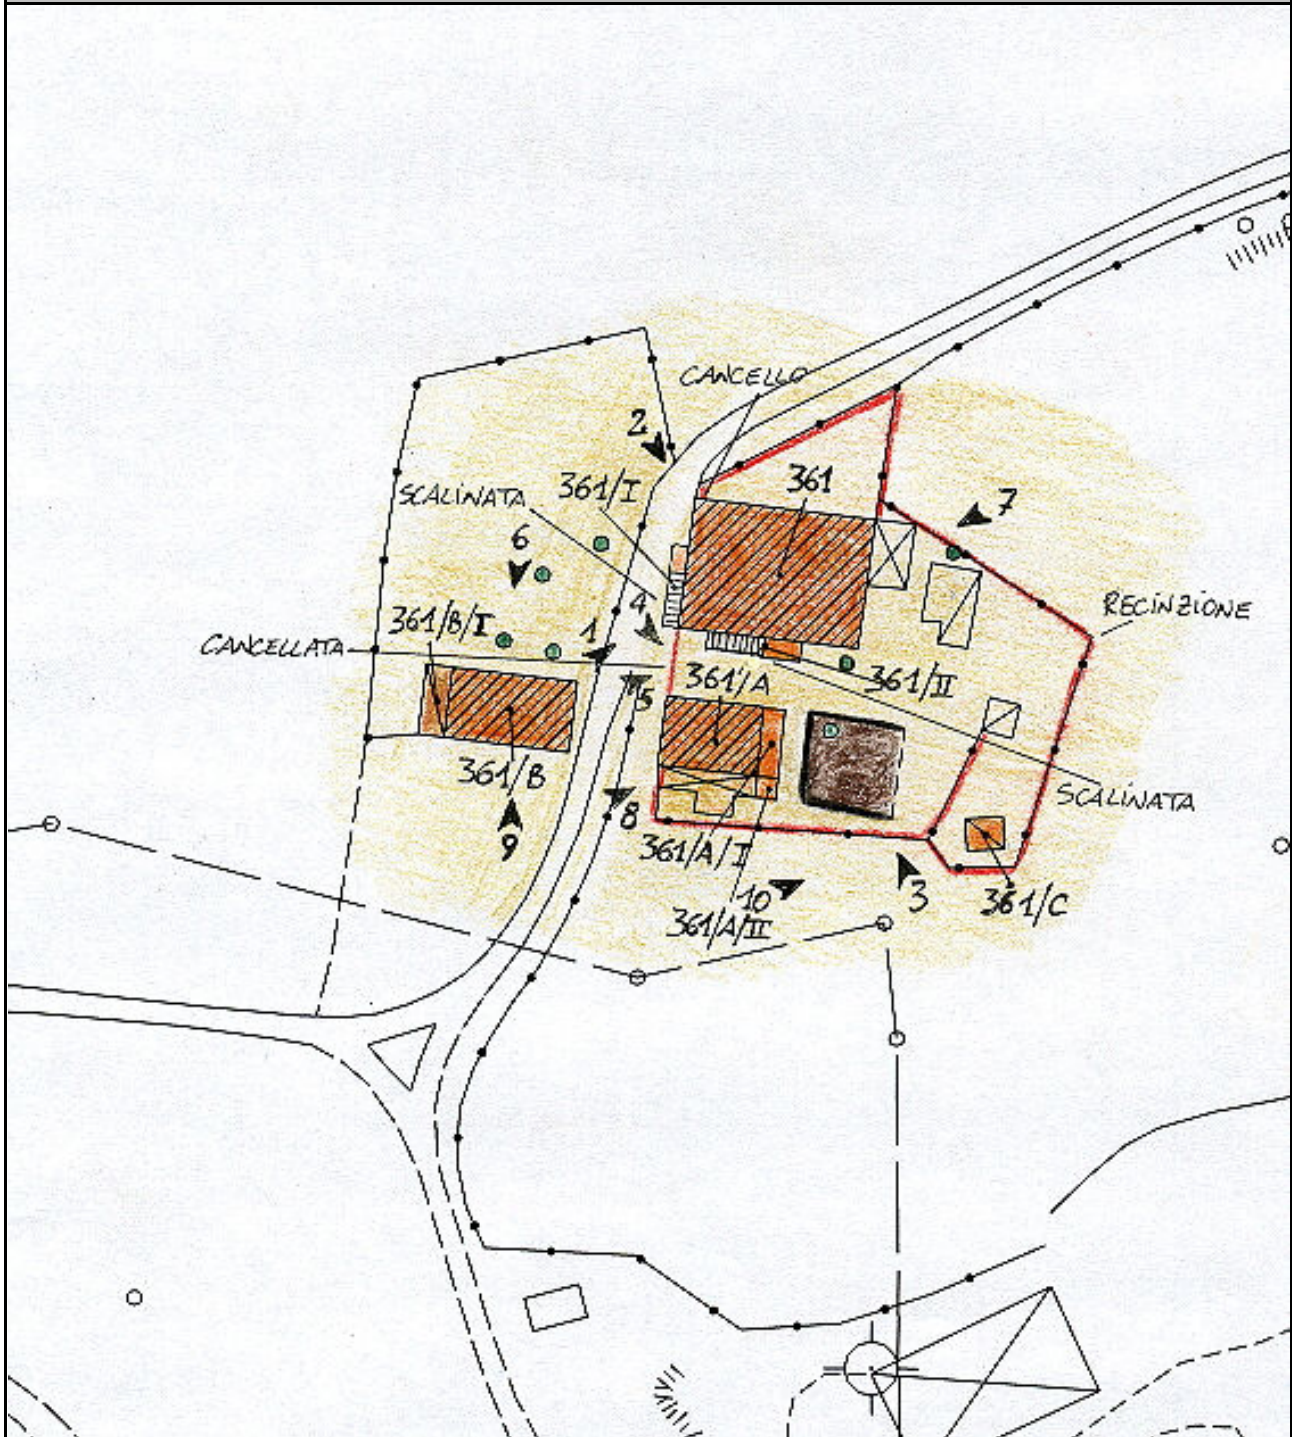 CANCELLO
2
361/I
361
SCALINATA
7
6
4
RECINZIONE
361/B/I
1
CANCELLATA
361/A
361/II
5
361/B
SCALINATA
8
9
361/A/I
10
3
361/C
361/A/II